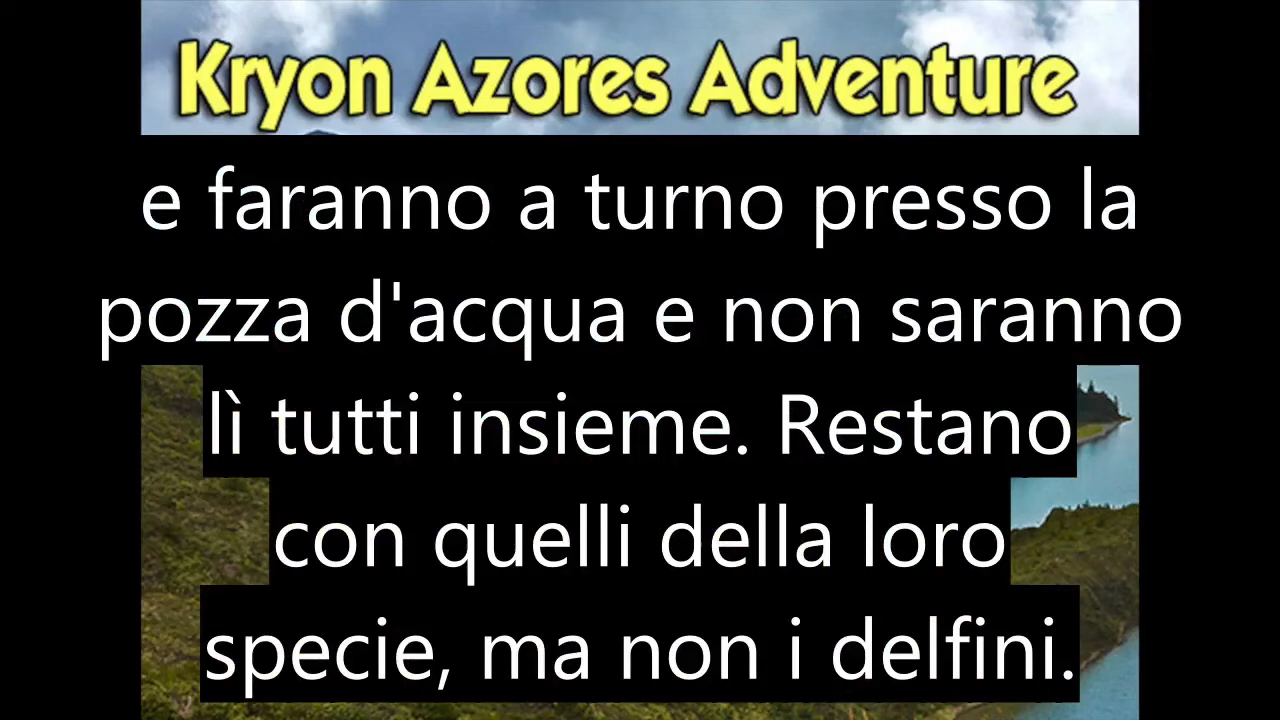 Kryon Azores Adventure
e faranno a turno presso la
pozza d'acqua e non saranno
lì tutti insieme. Restano
con quelli della loro
specie, ma non i delfini.